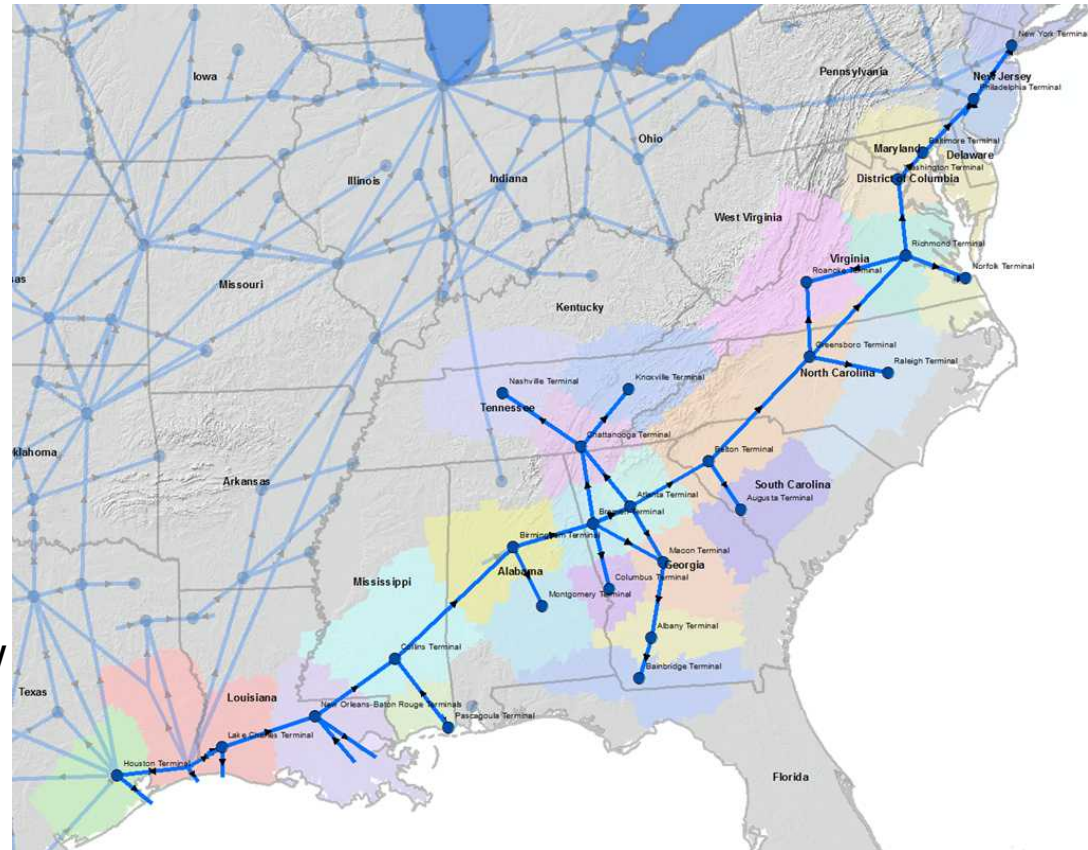 New York Termina
Pennsylvania
Iowa
New Jersey
Philadelphia Terminal
Ohio
Maryland
Baltimore Terminal
Delaware
Washington Terminal
District of Columbia
Illinois
Indiana
West Virginia
Richmond Terminal
Virginia
Norfolk Terminal
Roanoke Terminal
as
Missouri
Kentucky
Greensboro Terminal
Raleigh Terminal
North Carolina
Nashville Terminal
Knoxville Terminal
Tennessee
Chattanooga Terminal
klahoma
Belton Terminal
Arkansas
South Carolina
Atlanta Terminal
Augusta Terminal
Terminal
Birmingham Terminal
Macon Terminal
Georgia
Alabama
Mississippi
Columbus Terminal
Montgomery Terminal
Albany Terminal
Collins Terminal
Bainbridge Terminal
Texas
Louisiana
New Orleans-Baton Rouge Terminals
Pascagoula Terminal
Lake Charles Terminal
Houston Terminal
Florida